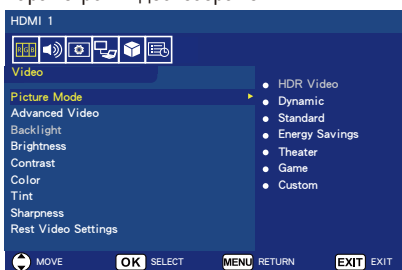 HDMI 1
RGB
Video
Picture Mode
Advanced Video
Backlight
Brightness
Contrast
Color
Tint
Sharpness
Rest Video Settings
HDR Video
Dynamic
Standard
Energy Savings
Theater
Game
Custom
MOVE OK SELECT MENU RETURN EXIT EXIT